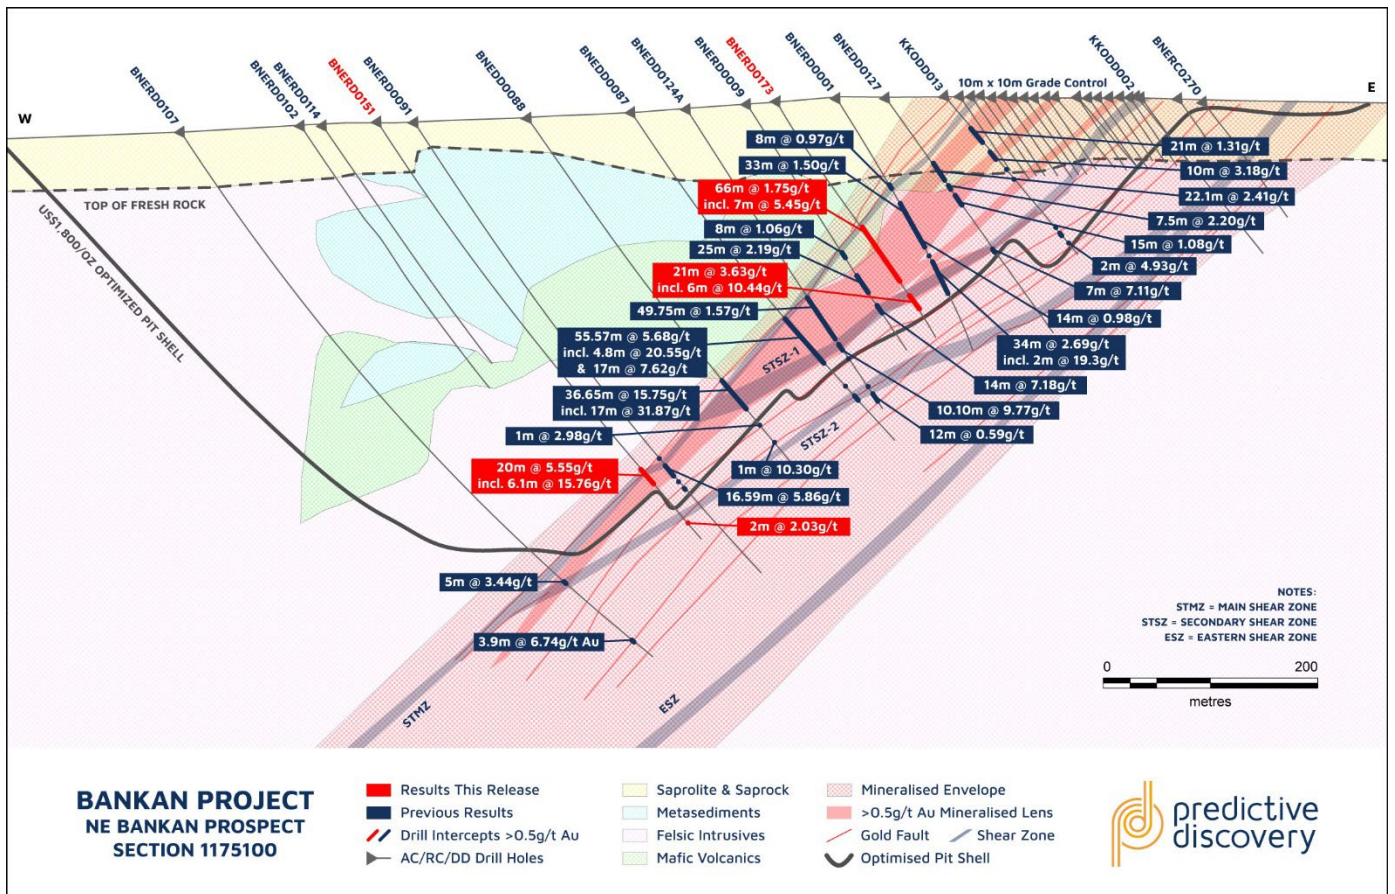 BNERD0107
BNERD0102
BNERD0114
BNERD0151
BNERD0091
BNEDD0088
BNEDD0087
BNEDD0124A
BNERD0009
BNERD0173
BNERD0001
BNEDD0127
KKODD013
10m x 10m Grade Control
KKODD002
BNERC0270
W
E
TOP OF FRESH ROCK
US$1,800/OZ OPTIMIZED PIT SHELL
8m @ 0.97g/t
33m @ 1.50g/t
66m @ 1.75g/t
incl. 7m @ 5.45g/t
8m @ 1.06g/t
25m @ 2.19g/t
21m @ 3.63g/t
incl. 6m @ 10.44g/t
49.75m @ 1.57g/t
55.57m @ 5.68g/t
incl. 4.8m @ 20.55g/t
& 17m @ 7.62g/t
36.65m @ 15.75g/t
incl. 17m @ 31.87g/t
1m @ 2.98g/t
20m @ 5.55g/t
incl. 6.1m @ 15.76g/t
5m @ 3.44g/t
3.9m @ 6.74g/t Au
21m @ 1.31g/t
10m @ 3.18g/t
22.1m @ 2.41g/t
7.5m @ 2.20g/t
15m @ 1.08g/t
2m @ 4.93g/t
7m @ 7.11g/t
14m @ 0.98g/t
34m @ 2.69g/t
incl. 2m @ 19.3g/t
14m @ 7.18g/t
10.10m @ 9.77g/t
12m @ 0.59g/t
1m @ 10.30g/t
16.59m @ 5.86g/t
2m @ 2.03g/t
STSZ-1
STSZ-2
STMZ
ESZ
NOTES:
STMZ = MAIN SHEAR ZONE
STSZ = SECONDARY SHEAR ZONE
ESZ = EASTERN SHEAR ZONE
0 200
metres
BANKAN PROJECT
NE BANKAN PROSPECT
SECTION 1175100
Results This Release
Previous Results
Drill Intercepts >0.5g/t Au
AC/RC/DD Drill Holes
Saprolite & Saprock
Metasediments
Felsic Intrusives
Mafic Volcanics
Mineralised Envelope
>0.5g/t Au Mineralised Lens
Gold Fault Shear Zone
Optimised Pit Shell
predictive
discovery